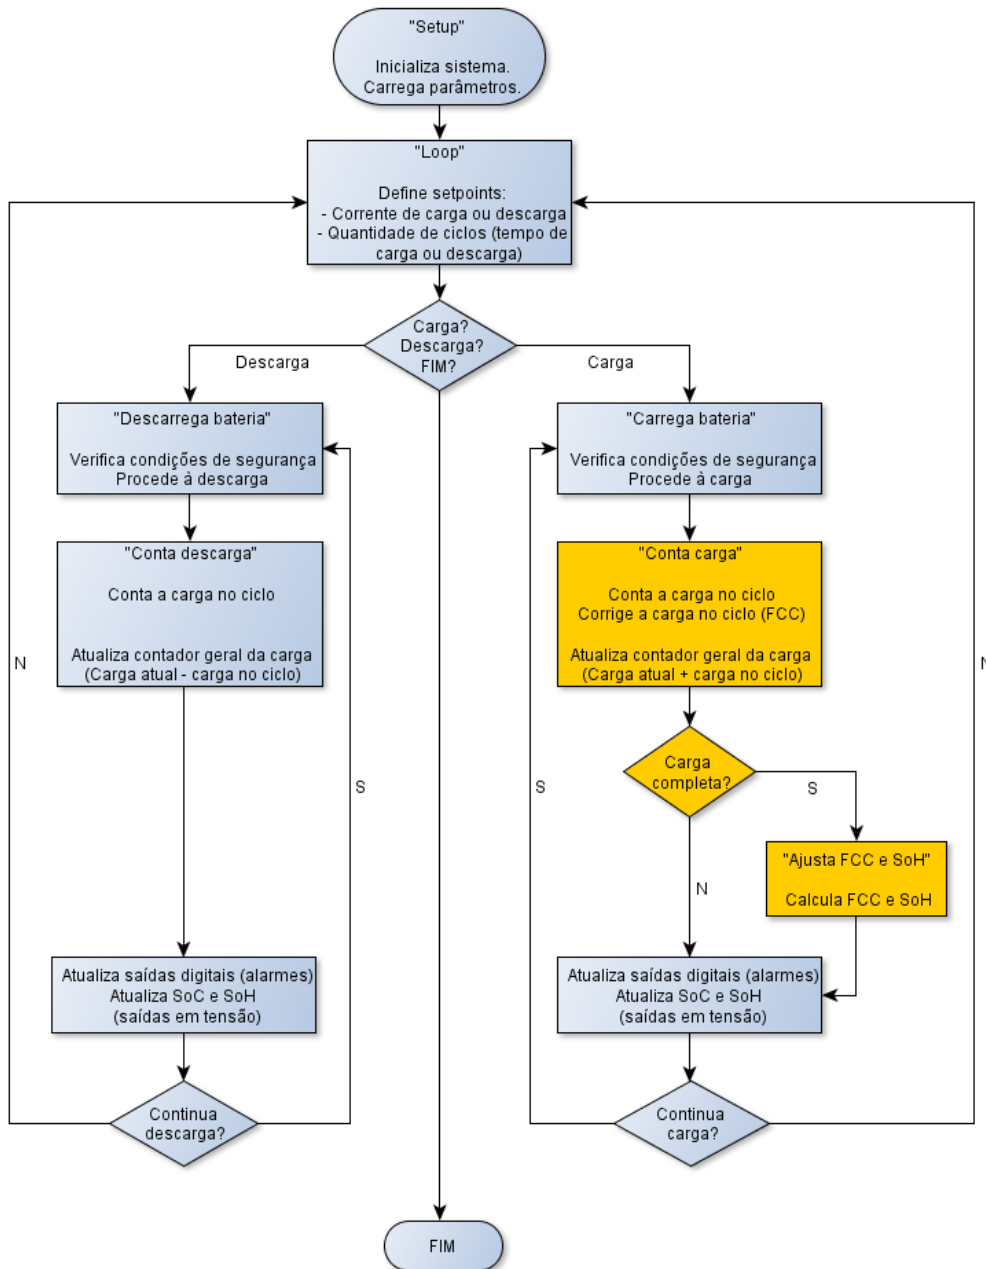 "Setup"
Inicializa sistema.
Carrega parâmetros.
"Loop"
Define setpoints:
- Corrente de carga ou descarga
- Quantidade de ciclos (tempo de
carga ou descarga)
Carga?
Descarga?
FIM?
Descarga
Carga
"Descarrega bateria"
Verifica condições de segurança
Procede à descarga
"Carrega bateria"
Verifica condições de segurança
Procede à carga
"Conta descarga"
Conta a carga no ciclo
Atualiza contador geral da carga
(Carga atual - carga no ciclo)
"Conta carga"
Conta a carga no ciclo
Corrige a carga no ciclo (FCC)
Atualiza contador geral da carga
(Carga atual + carga no ciclo)
N
N
Carga
completa?
S
S
S
"Ajusta FCC e SoH"
Calcula FCC e SoH
N
Atualiza saídas digitais (alarmes)
Atualiza SoC e SoH
(saídas em tensão)
Atualiza saídas digitais (alarmes)
Atualiza SoC e SoH
(saídas em tensão)
Continua
descarga?
Continua
carga?
FIM